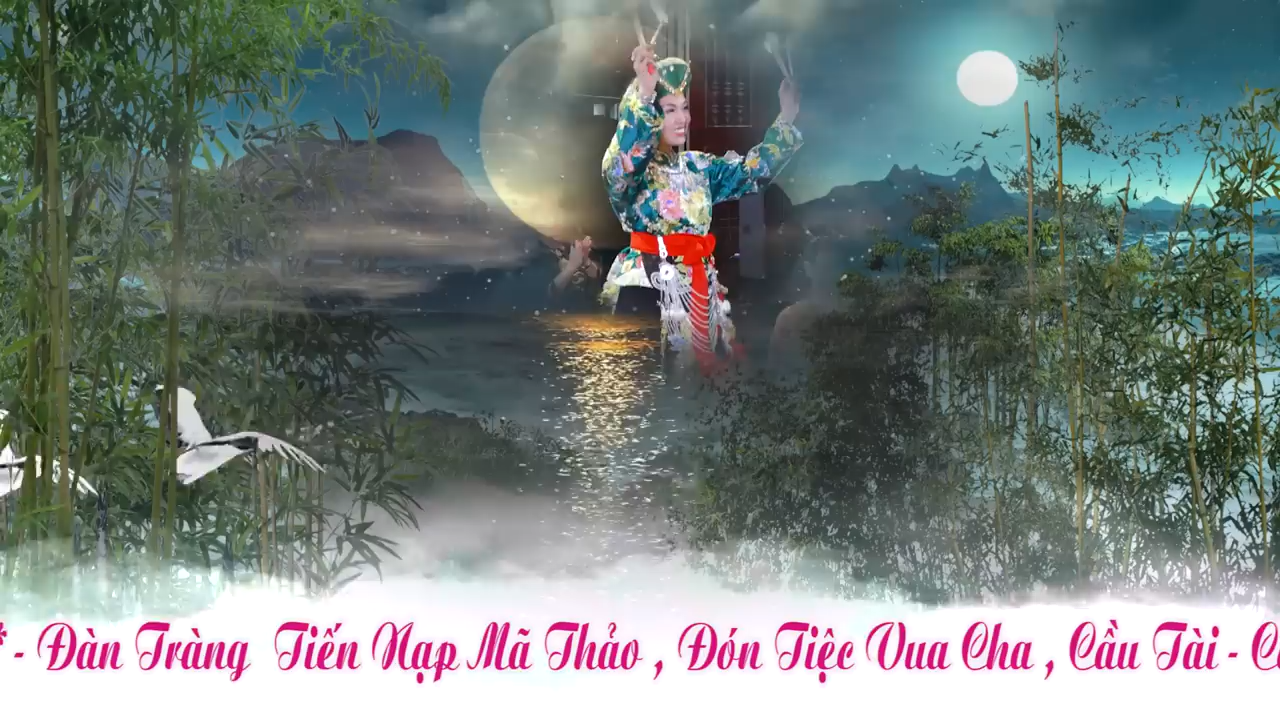 * - Đàn Tràng Tiến Nạp Mã Thảo , Đón Tiệc Vua Cha , Cầu Tài -